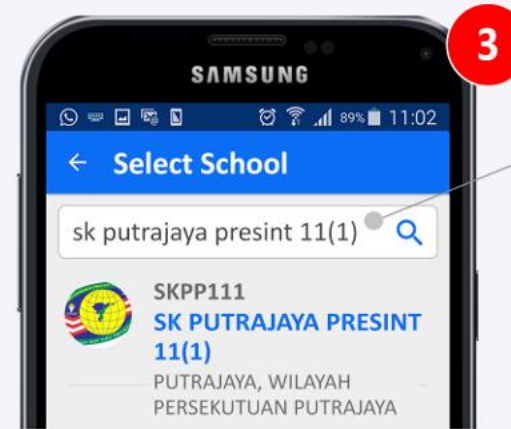 3
SAMSUNG
89% 11:02
← Select School
sk putrajaya presint 11(1)
SKPP111
SK PUTRAJAYA PRESINT
11(1)
PUTRAJAYA, WILAYAH
PERSEKUTUAN PUTRAJAYA